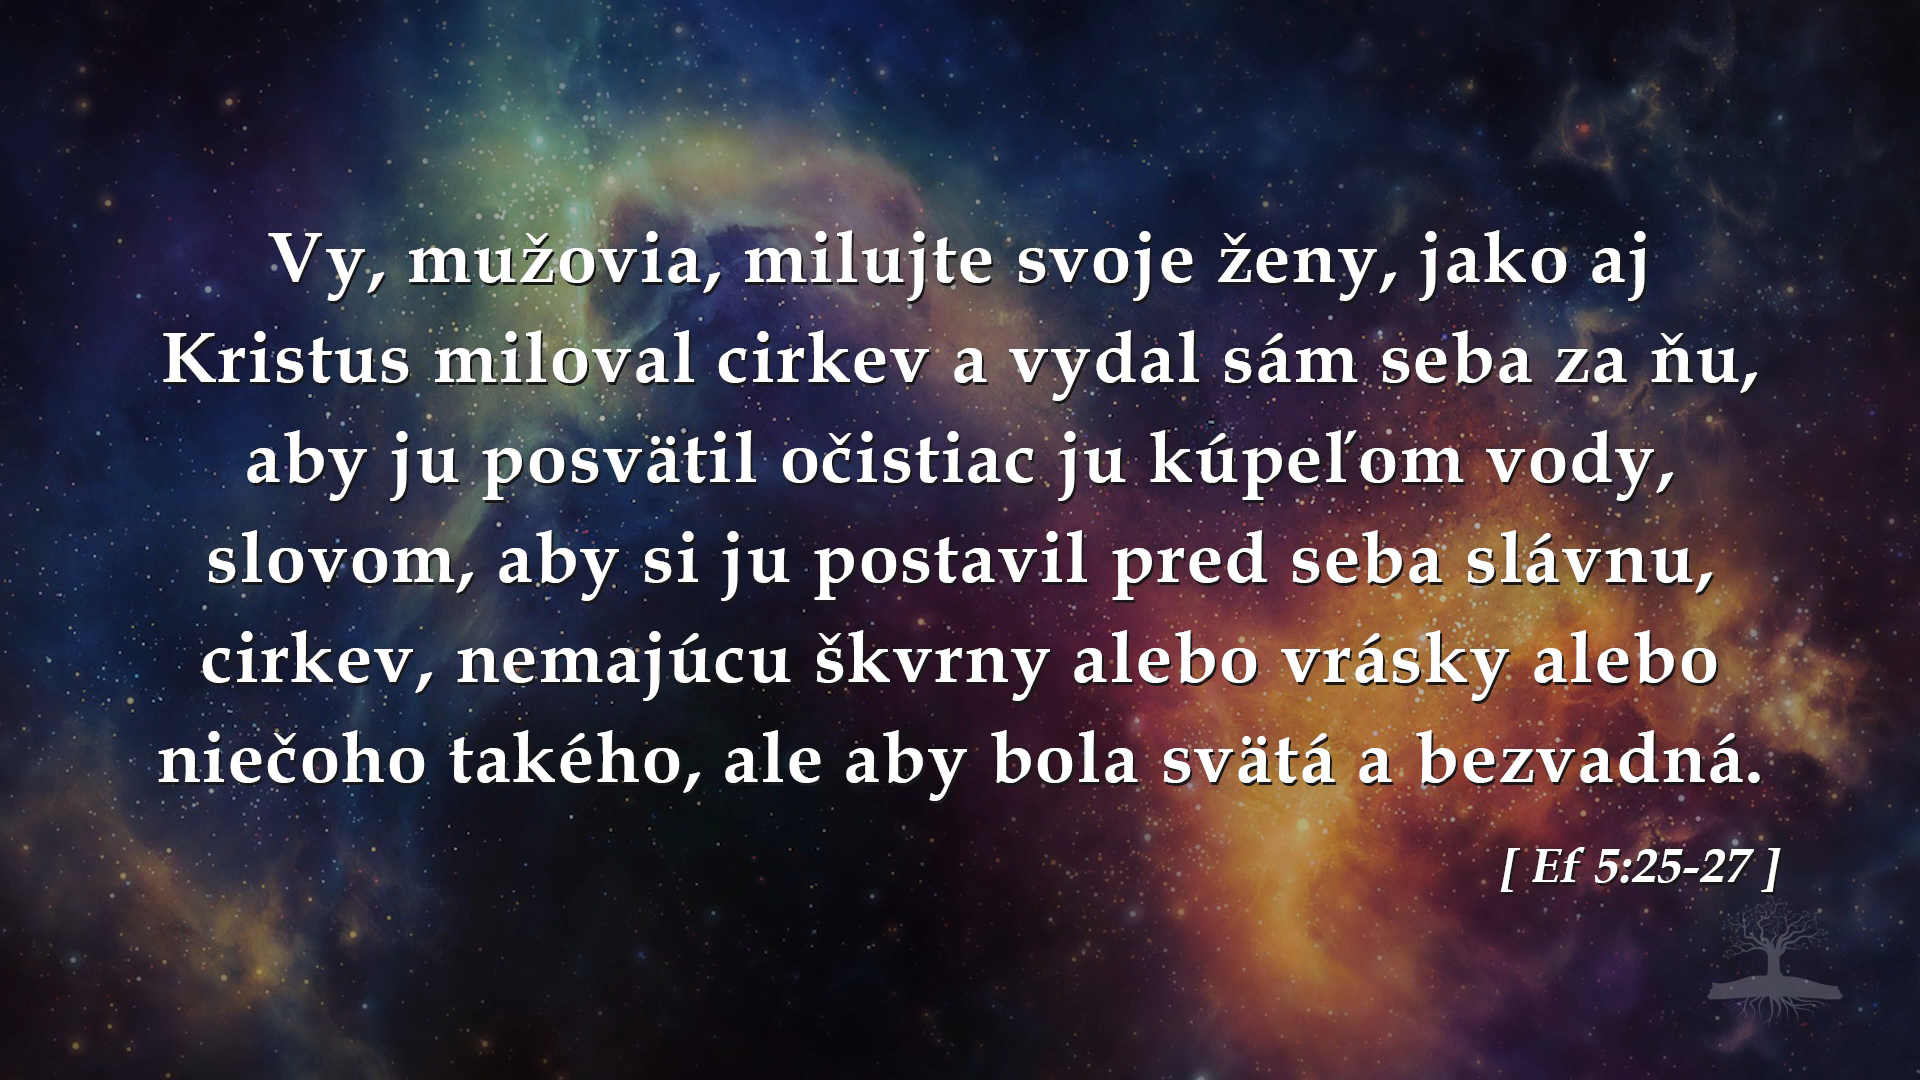 Vy, mužovia, milujte svoje ženy, jako aj
Kristus miloval cirkev a vydal sám seba za ňu,
aby ju posvätil očistiac ju kúpeľom vody,
slovom, aby si ju postavil pred seba slávnu,
cirkev, nemajúcu škvrny alebo vrásky alebo
niečoho takého, ale aby bola svätá a bezvadná.
[ Ef 5:25-27 ]